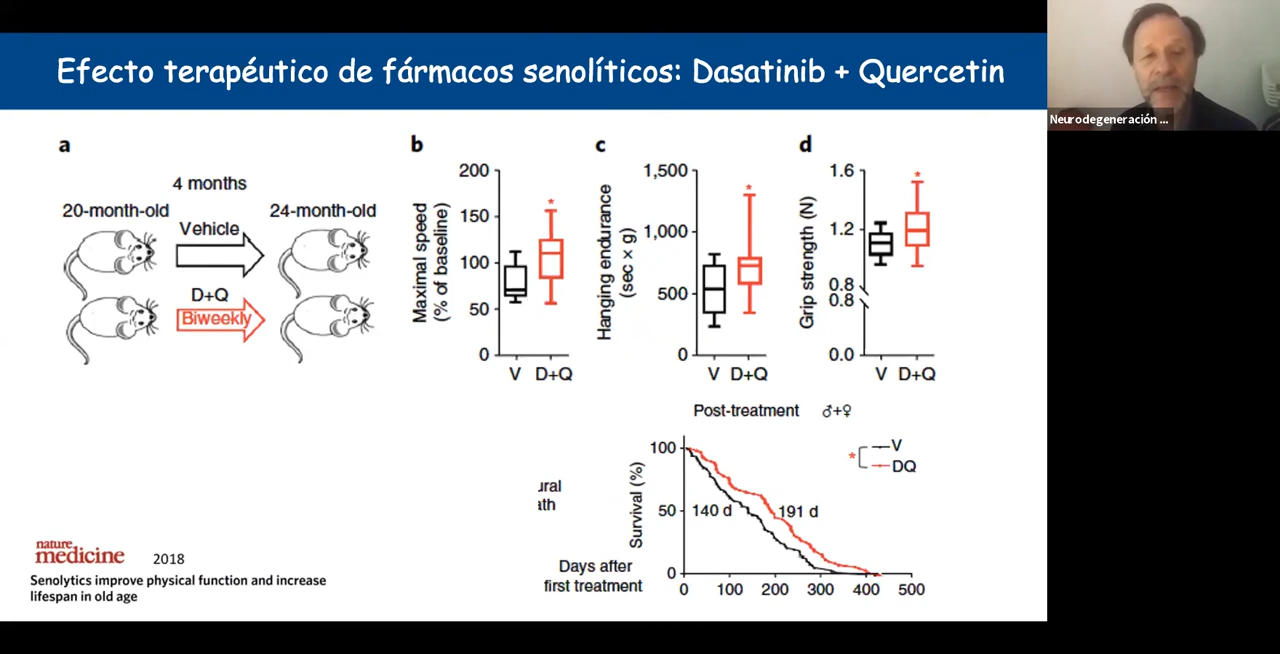 Efecto terapéutico de fármacos senolíticos: Dasatinib + Quercetin
Neurodegeneración ...
a
4 months
20-month-old
24-month-old
Vehicle
D+Q
Biweekly
b
Maximal speed
(% of baseline)
200
150
100
50
0
*
V D+Q
c
Hanging endurance
(sec × g)
1,500
1,000
500
0
*
V D+Q
d
Grip strength (N)
1.6
1.2
0.8
0.8
0.0
*
V D+Q
Post-treatment ♂+♀
Survival (%)
100
50
0
140 d
191 d
* V
DQ
0 100 200 300 400 500
ural
ath
Days after
first treatment
nature
medicine 2018
Senolytics improve physical function and increase
lifespan in old age